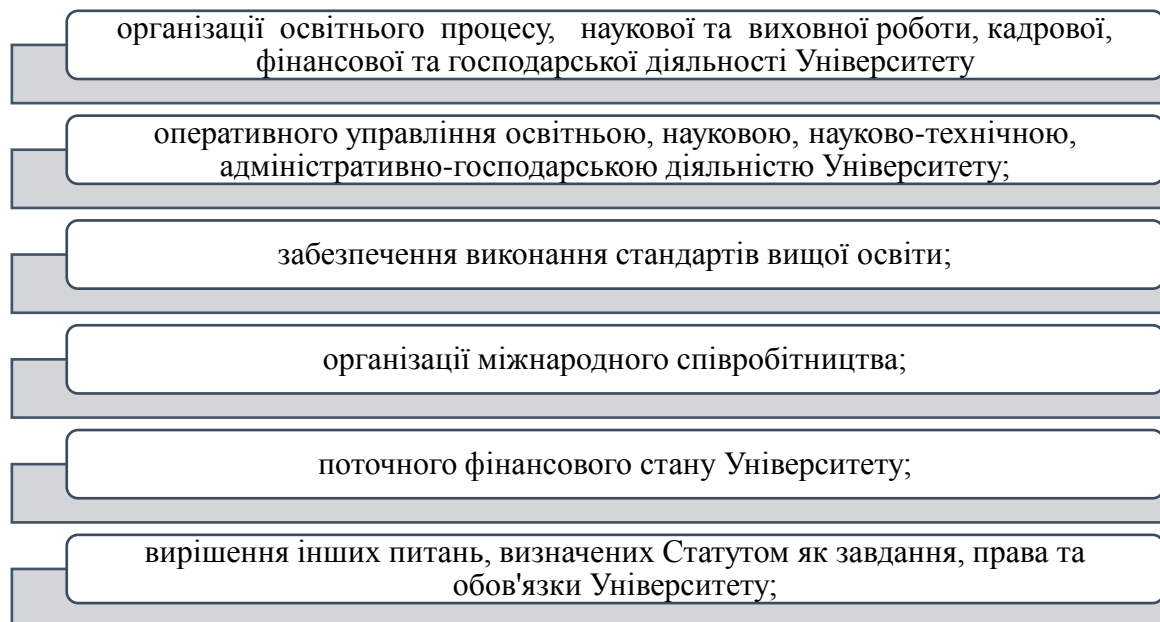 організації освітнього процесу, наукової та виховної роботи, кадрової,
фінансової та господарської діяльності Університету
оперативного управління освітньою, науковою, науково-технічною,
адміністративно-господарською діяльністю Університету;
забезпечення виконання стандартів вищої освіти;
організації міжнародного співробітництва;
поточного фінансового стану Університету;
вирішення інших питань, визначених Статутом як завдання, права та
обов'язки Університету;